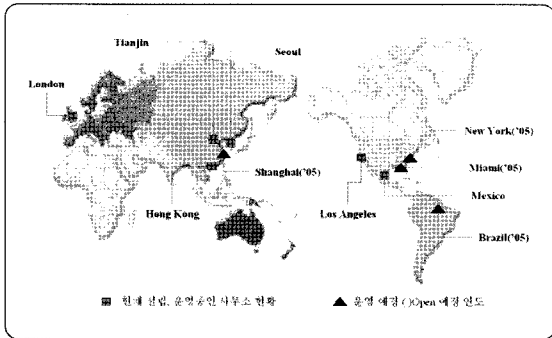 Tianjin
Seoul
London
New York('05)
Shanghai('05)
Miami('05)
Hong Kong
Los Angeles
Mexico
Brazil('05)
현재 설립, 운영중인 사무소 현황
운영 예정 ( )Open 예정 연도